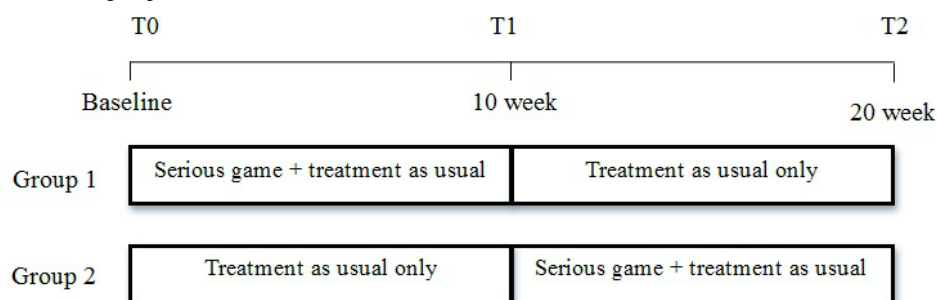 T0 T1 T2
Baseline 10 week 20 week
Group 1 Serious game + treatment as usual Treatment as usual only
Group 2 Treatment as usual only Serious game + treatment as usual